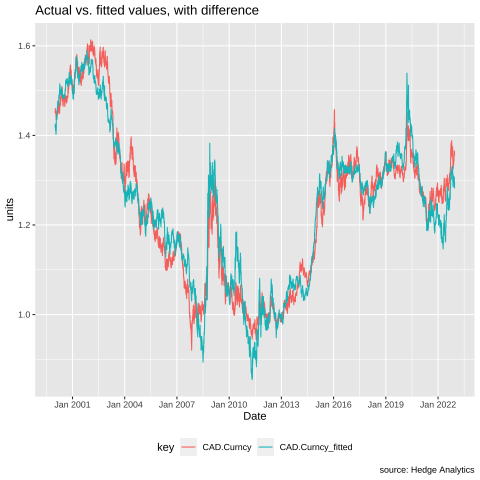 Actual vs. fitted values, with difference
units
1.6
1.4
1.2
1.0
Jan 2001 Jan 2004 Jan 2007 Jan 2010 Jan 2013 Jan 2016 Jan 2019 Jan 2022
Date
key CAD.Curncy CAD.Curncy_fitted
source: Hedge Analytics